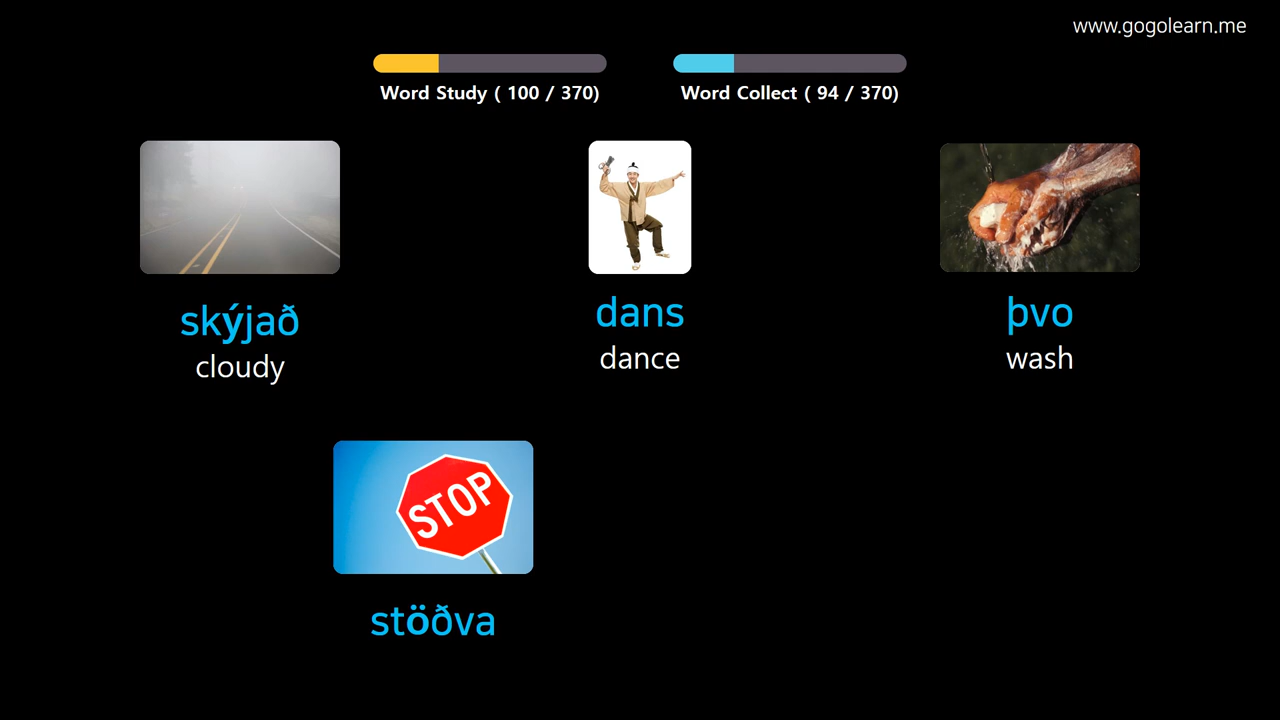 www.gogolearn.me
Word Study ( 100 / 370)
Word Collect ( 94 / 370)
skýjað
cloudy
dans
dance
þvo
wash
STOP
stöðva